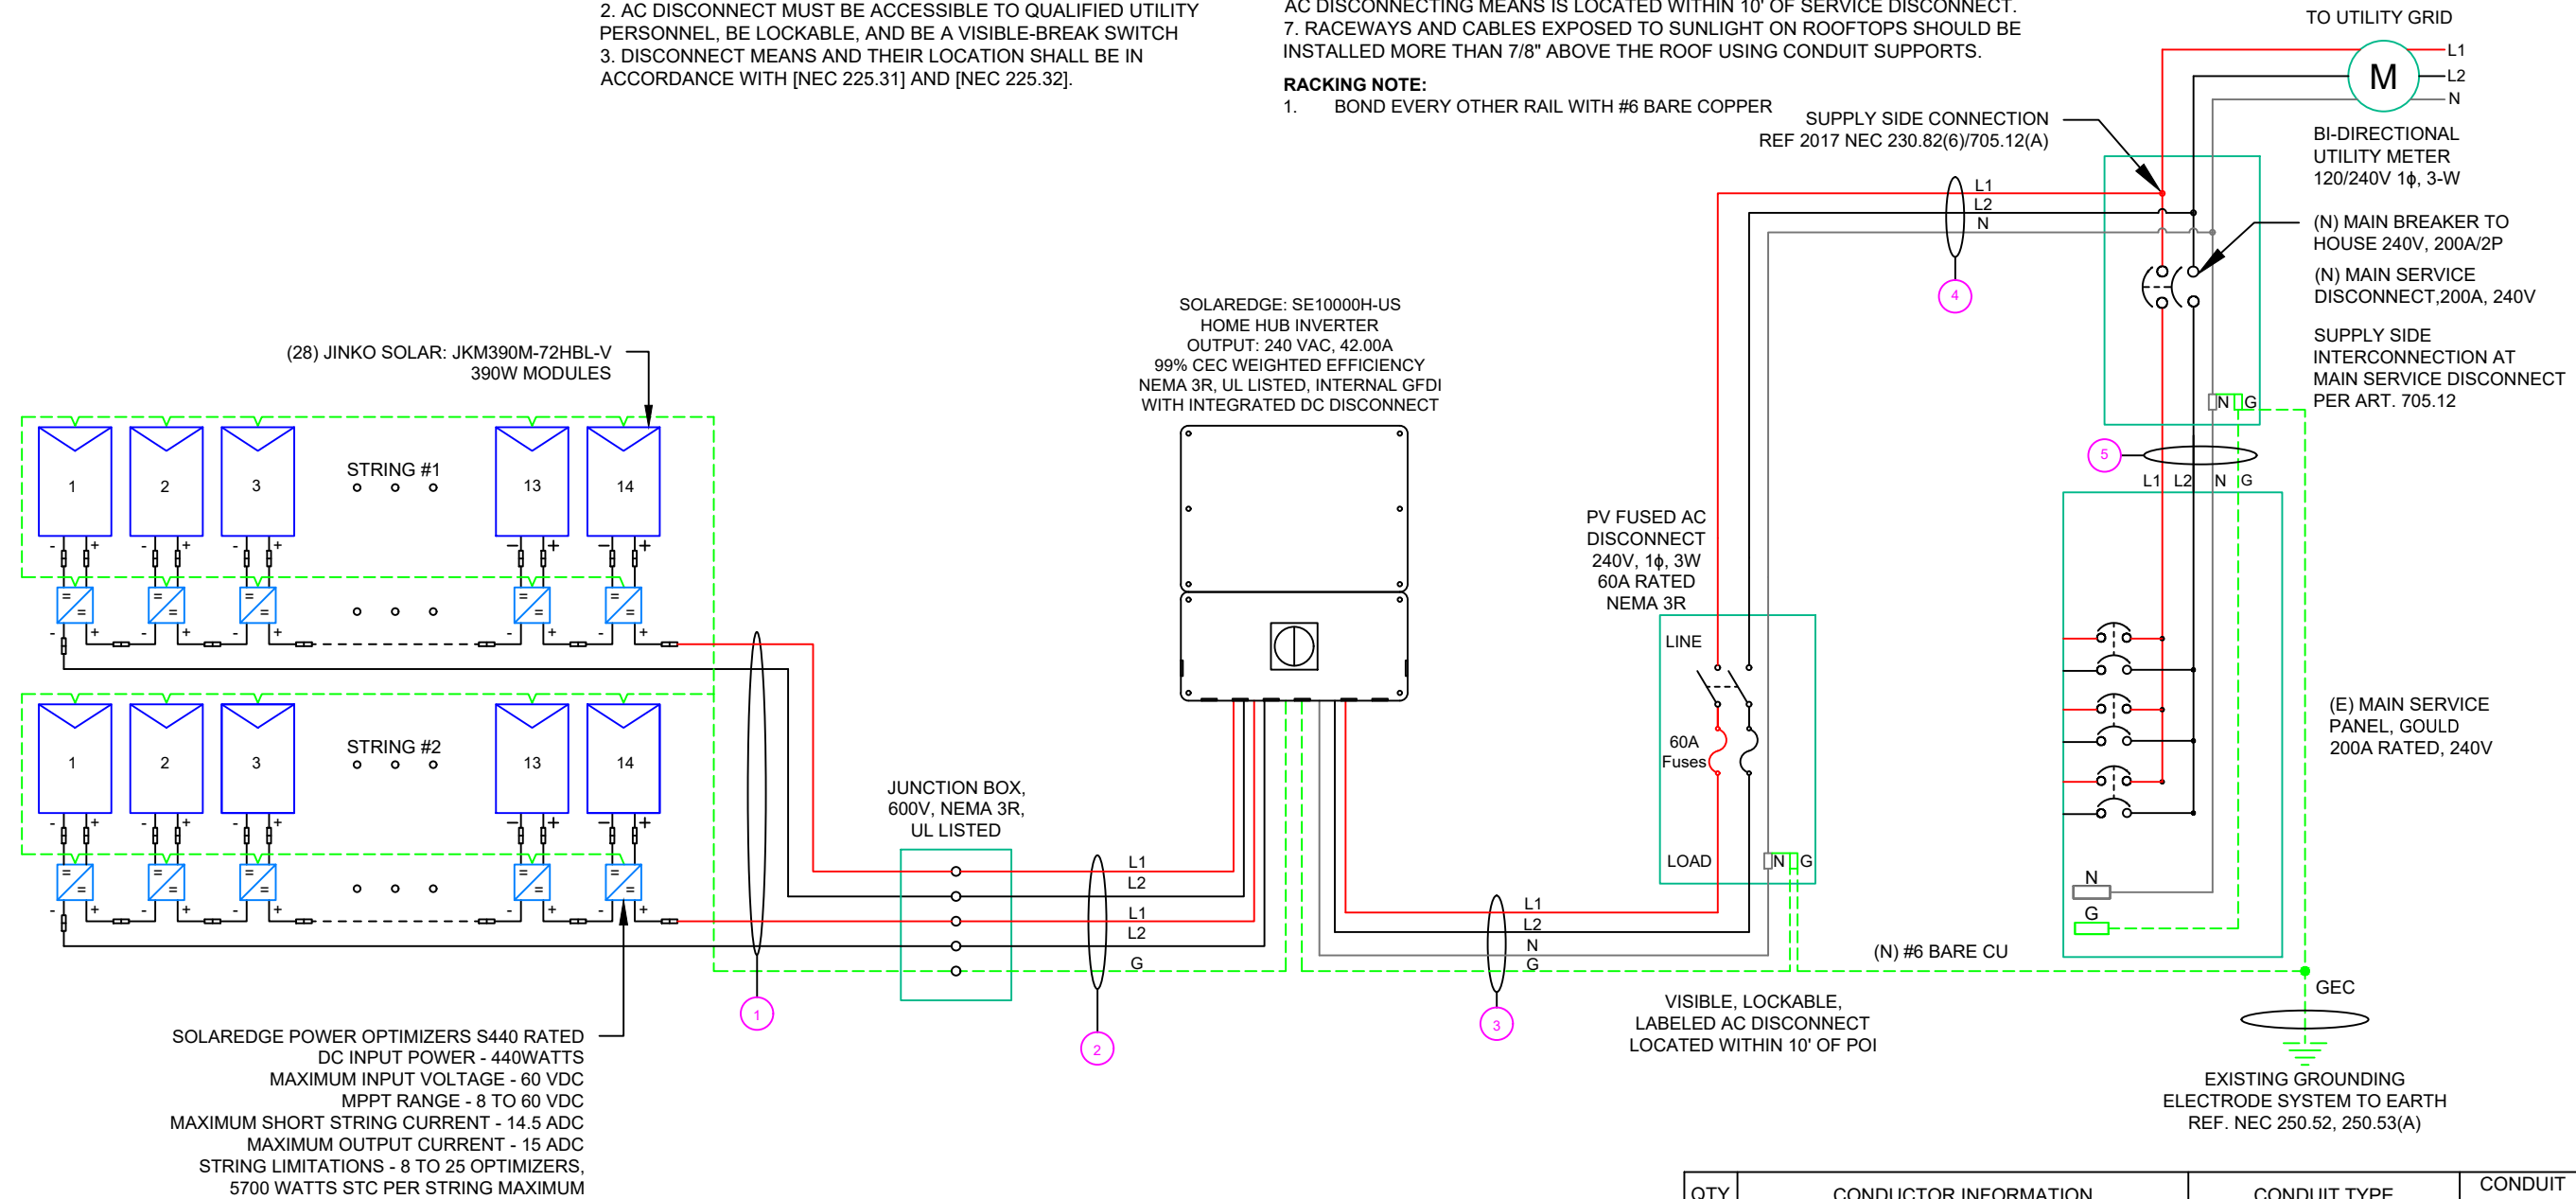 2. AC DISCONNECT MUST BE ACCESSIBLE TO QUALIFIED UTILITY
PERSONNEL, BE LOCKABLE, AND BE A VISIBLE-BREAK SWITCH
3. DISCONNECT MEANS AND THEIR LOCATION SHALL BE IN
ACCORDANCE WITH [NEC 225.31] AND [NEC 225.32].
AC DISCONNECTING MEANS IS LOCATED WITHIN 10' OF SERVICE DISCONNECT.
7. RACEWAYS AND CABLES EXPOSED TO SUNLIGHT ON ROOFTOPS SHOULD BE
INSTALLED MORE THAN 7/8" ABOVE THE ROOF USING CONDUIT SUPPORTS.
RACKING NOTE:
1. BOND EVERY OTHER RAIL WITH #6 BARE COPPER
TO UTILITY GRID
L1
M
L2
N
SUPPLY SIDE CONNECTION
REF 2017 NEC 230.82(6)/705.12(A)
BI-DIRECTIONAL
UTILITY METER
120/240V 1ϕ, 3-W
L1
L2
N
4
(N) MAIN BREAKER TO
HOUSE 240V, 200A/2P
(N) MAIN SERVICE
DISCONNECT,200A, 240V
SUPPLY SIDE
INTERCONNECTION AT
MAIN SERVICE DISCONNECT
PER ART. 705.12
N G
5
L1 L2 N G
SOLAREDGE: SE10000H-US
HOME HUB INVERTER
OUTPUT: 240 VAC, 42.00A
99% CEC WEIGHTED EFFICIENCY
NEMA 3R, UL LISTED, INTERNAL GFDI
WITH INTEGRATED DC DISCONNECT
(28) JINKO SOLAR: JKM390M-72HBL-V
390W MODULES
STRING #1
1 2 3 13 14
- + - + - + - + - +
= = = = = = = = = =
- + - + - + - + - +
STRING #2
1 2 3 13 14
- + - + - + - + - +
= = = = = = = = = =
- + - + - + - + - +
1
JUNCTION BOX,
600V, NEMA 3R,
UL LISTED
L1
L2
L1
L2
G
2
PV FUSED AC
DISCONNECT
240V, 1ϕ, 3W
60A RATED
NEMA 3R
LINE
60A
Fuses
LOAD
N G
L1
L2
N
G
3
(E) MAIN SERVICE
PANEL, GOULD
200A RATED, 240V
N
G
(N) #6 BARE CU
GEC
VISIBLE, LOCKABLE,
LABELED AC DISCONNECT
LOCATED WITHIN 10' OF POI
EXISTING GROUNDING
ELECTRODE SYSTEM TO EARTH
REF. NEC 250.52, 250.53(A)
SOLAREDGE POWER OPTIMIZERS S440 RATED
DC INPUT POWER - 440WATTS
MAXIMUM INPUT VOLTAGE - 60 VDC
MPPT RANGE - 8 TO 60 VDC
MAXIMUM SHORT STRING CURRENT - 14.5 ADC
MAXIMUM OUTPUT CURRENT - 15 ADC
STRING LIMITATIONS - 8 TO 25 OPTIMIZERS,
5700 WATTS STC PER STRING MAXIMUM
QTY CONDUCTOR INFORMATION CONDUIT TYPE CONDUIT